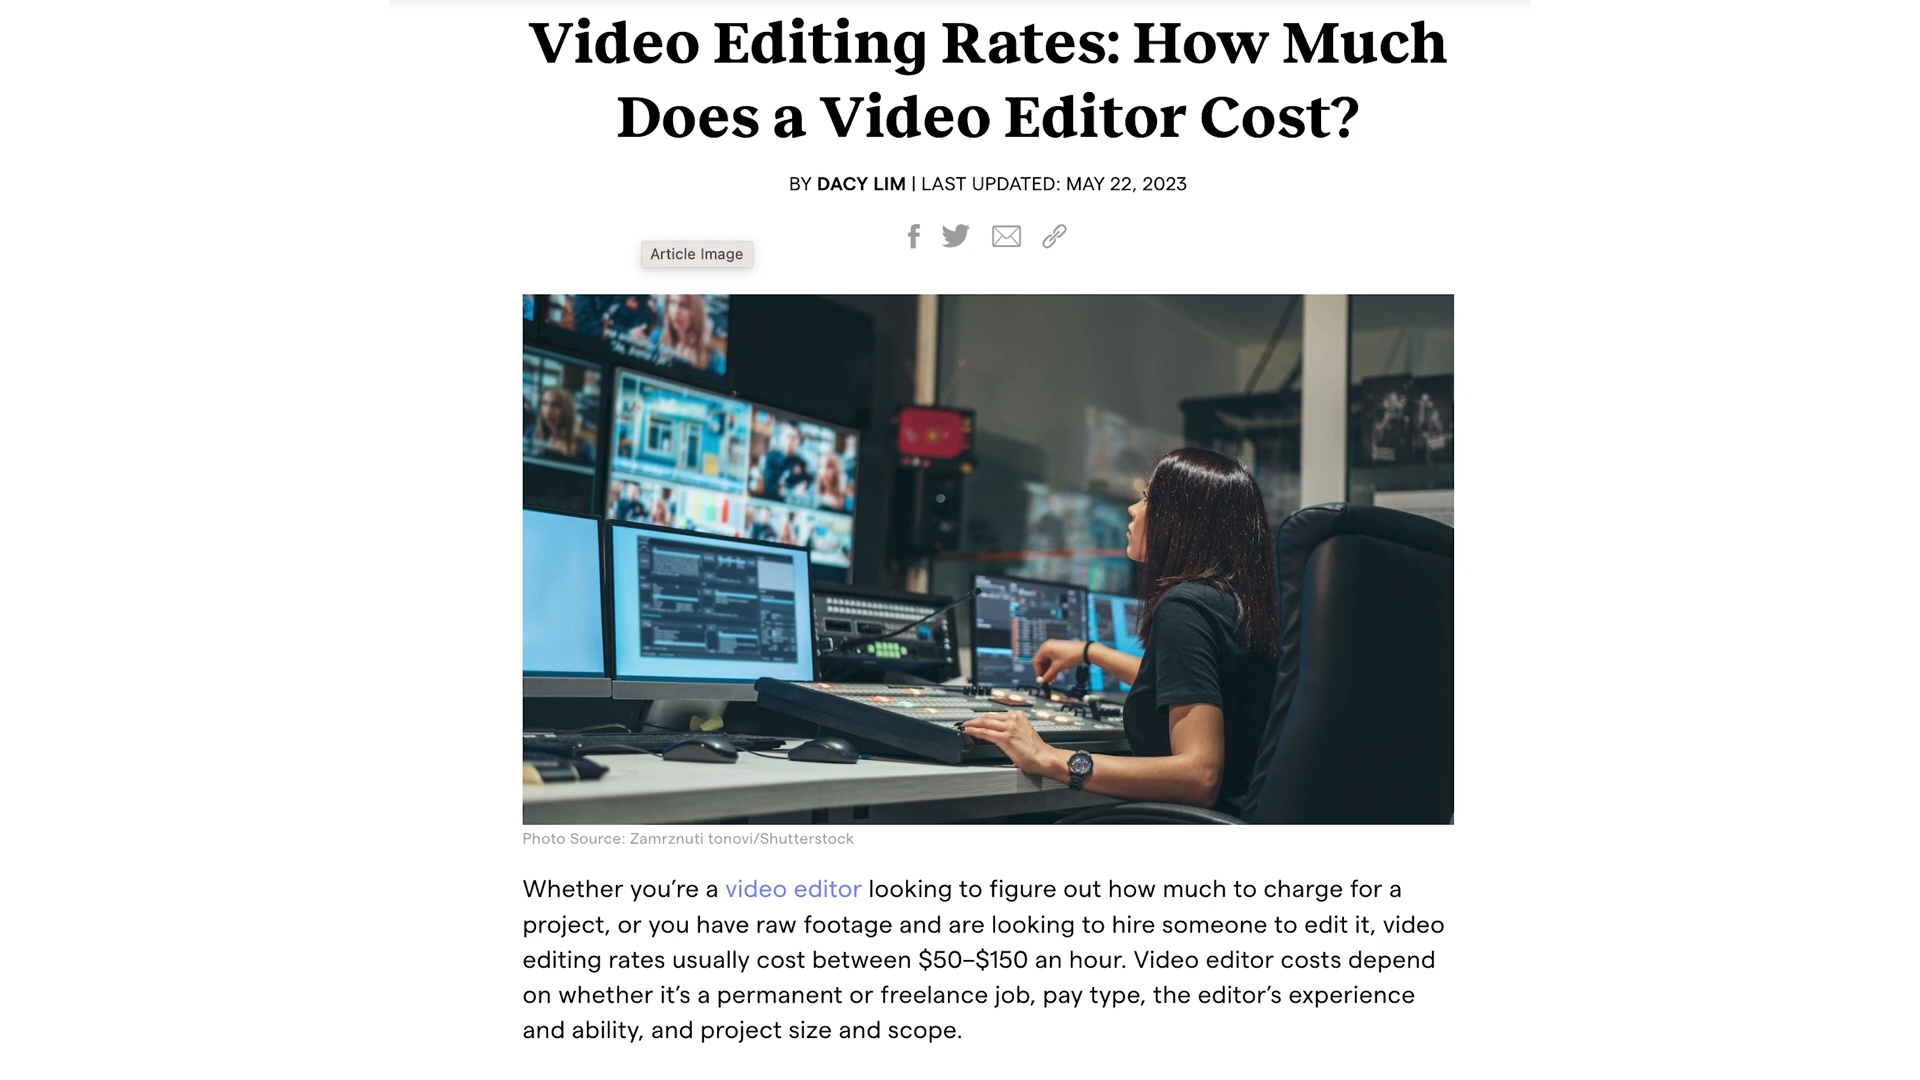 Video Editing Rates: How Much
Does a Video Editor Cost?
BY DACY LIM | LAST UPDATED: MAY 22, 2023
Article Image
Photo Source: Zamrznuti tonovi/Shutterstock
Whether you’re a video editor looking to figure out how much to charge for a
project, or you have raw footage and are looking to hire someone to edit it, video
editing rates usually cost between $50–$150 an hour. Video editor costs depend
on whether it’s a permanent or freelance job, pay type, the editor’s experience
and ability, and project size and scope.